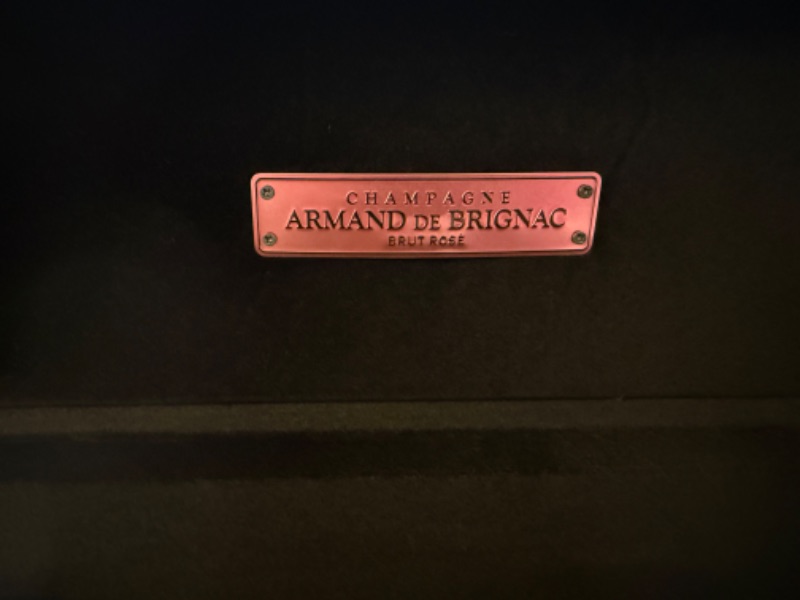 CHAMPAGNE
ARMAND DE BRIGNAC
BRUT ROSÉ